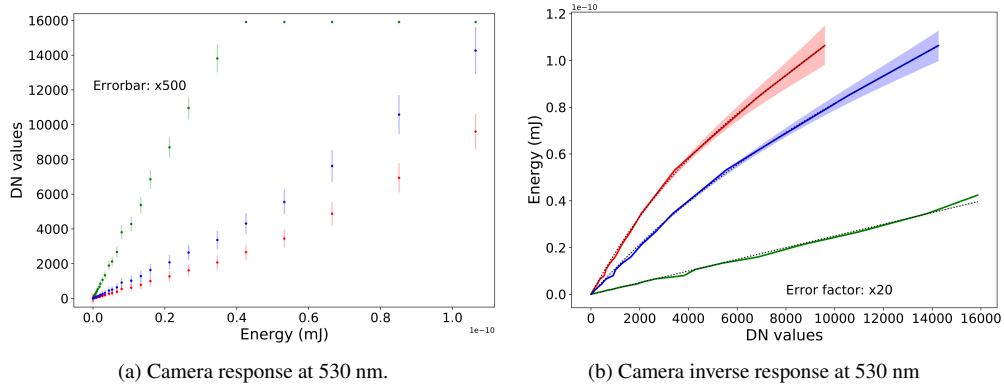 16000
14000
12000
10000
8000
6000
4000
2000
0
DN values
Errorbar: x500
0.0 0.2 0.4 0.6 0.8 1.0
1e−10
Energy (mJ)
(a) Camera response at 530 nm.
1e−10
1.2
1.0
0.8
0.6
0.4
0.2
0.0
Energy (mJ)
Error factor: x20
0 2000 4000 6000 8000 10000 12000 14000 16000
DN values
(b) Camera inverse response at 530 nm